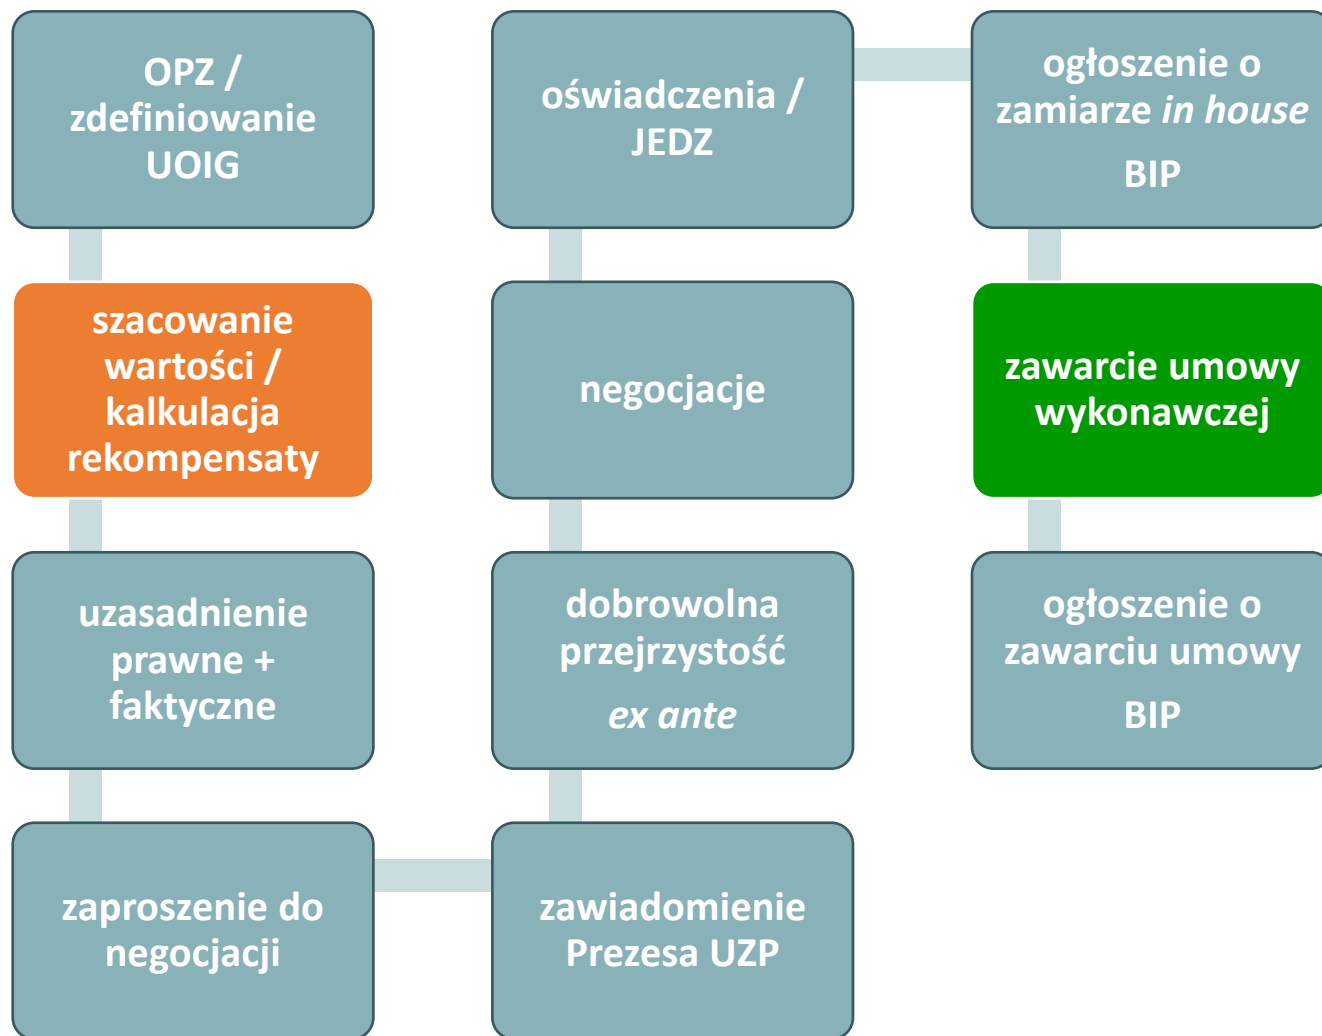 OPZ /
zdefiniowanie
UOIG
szacowanie
wartości /
kalkulacja
rekompensaty
uzasadnienie
prawne +
faktyczne
zaproszenie do
negocjacji
zawiadomienie
Prezesa UZP
dobrowolna
przejrzystość
ex ante
negocjacje
oświadczenia /
JEDZ
ogłoszenie o
zamiarze in house
BIP
zawarcie umowy
wykonawczej
ogłoszenie o
zawarciu umowy
BIP